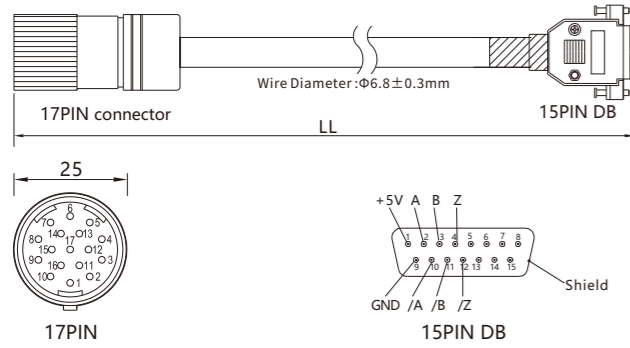 Wire Diameter :Φ6.8±0.3mm
17PIN connector
15PIN DB
LL
25
6
7 5
14 13
8 17 4
15 12
9 3
16 11
10 2
1
17PIN
+5V A B Z
1 2 3 4 5 6 7 8
9 10 11 12 13 14 15
Shield
GND /A /B /Z
15PIN DB